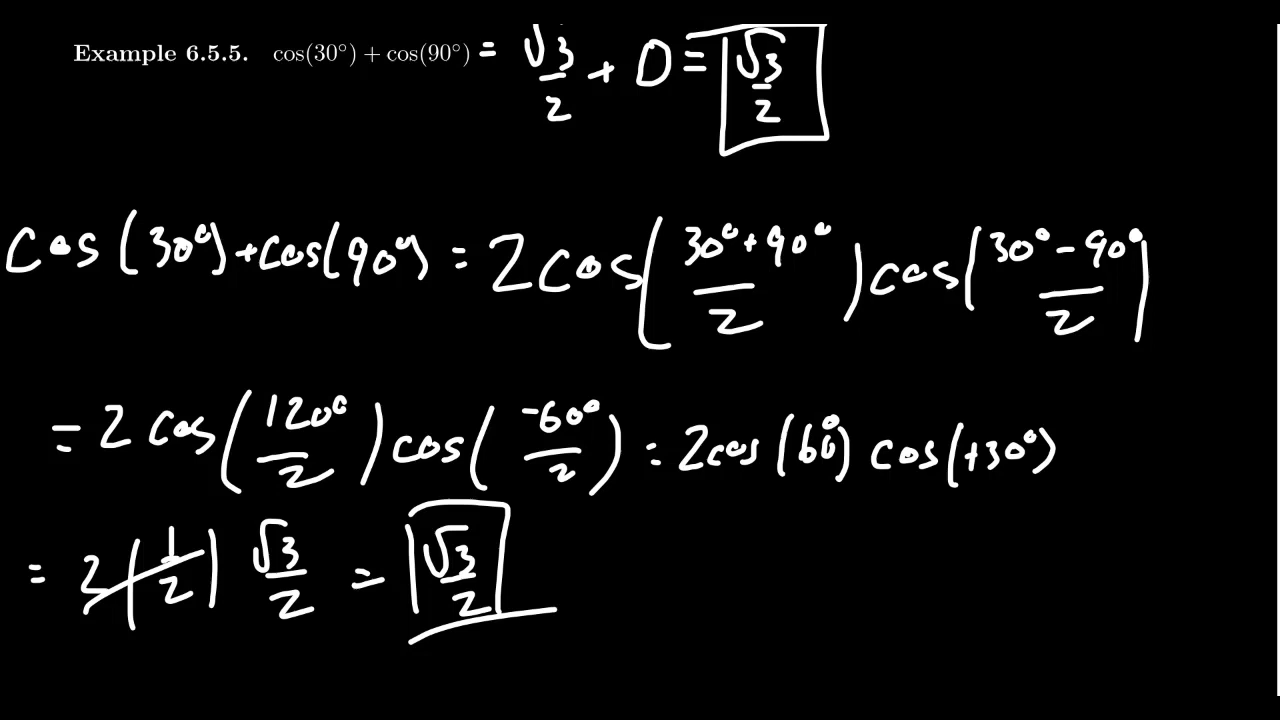 Example 6.5.5. cos(30°) + cos(90°) = √3/2 + 0 = √3/2
cos(30°) + cos(90°) = 2cos((30° + 90°)/2) cos((30° − 90°)/2)
= 2 cos(120°/2) cos(−60°/2) = 2cos(60°) cos(+30°)
= 2(1/2) √3/2 = √3/2